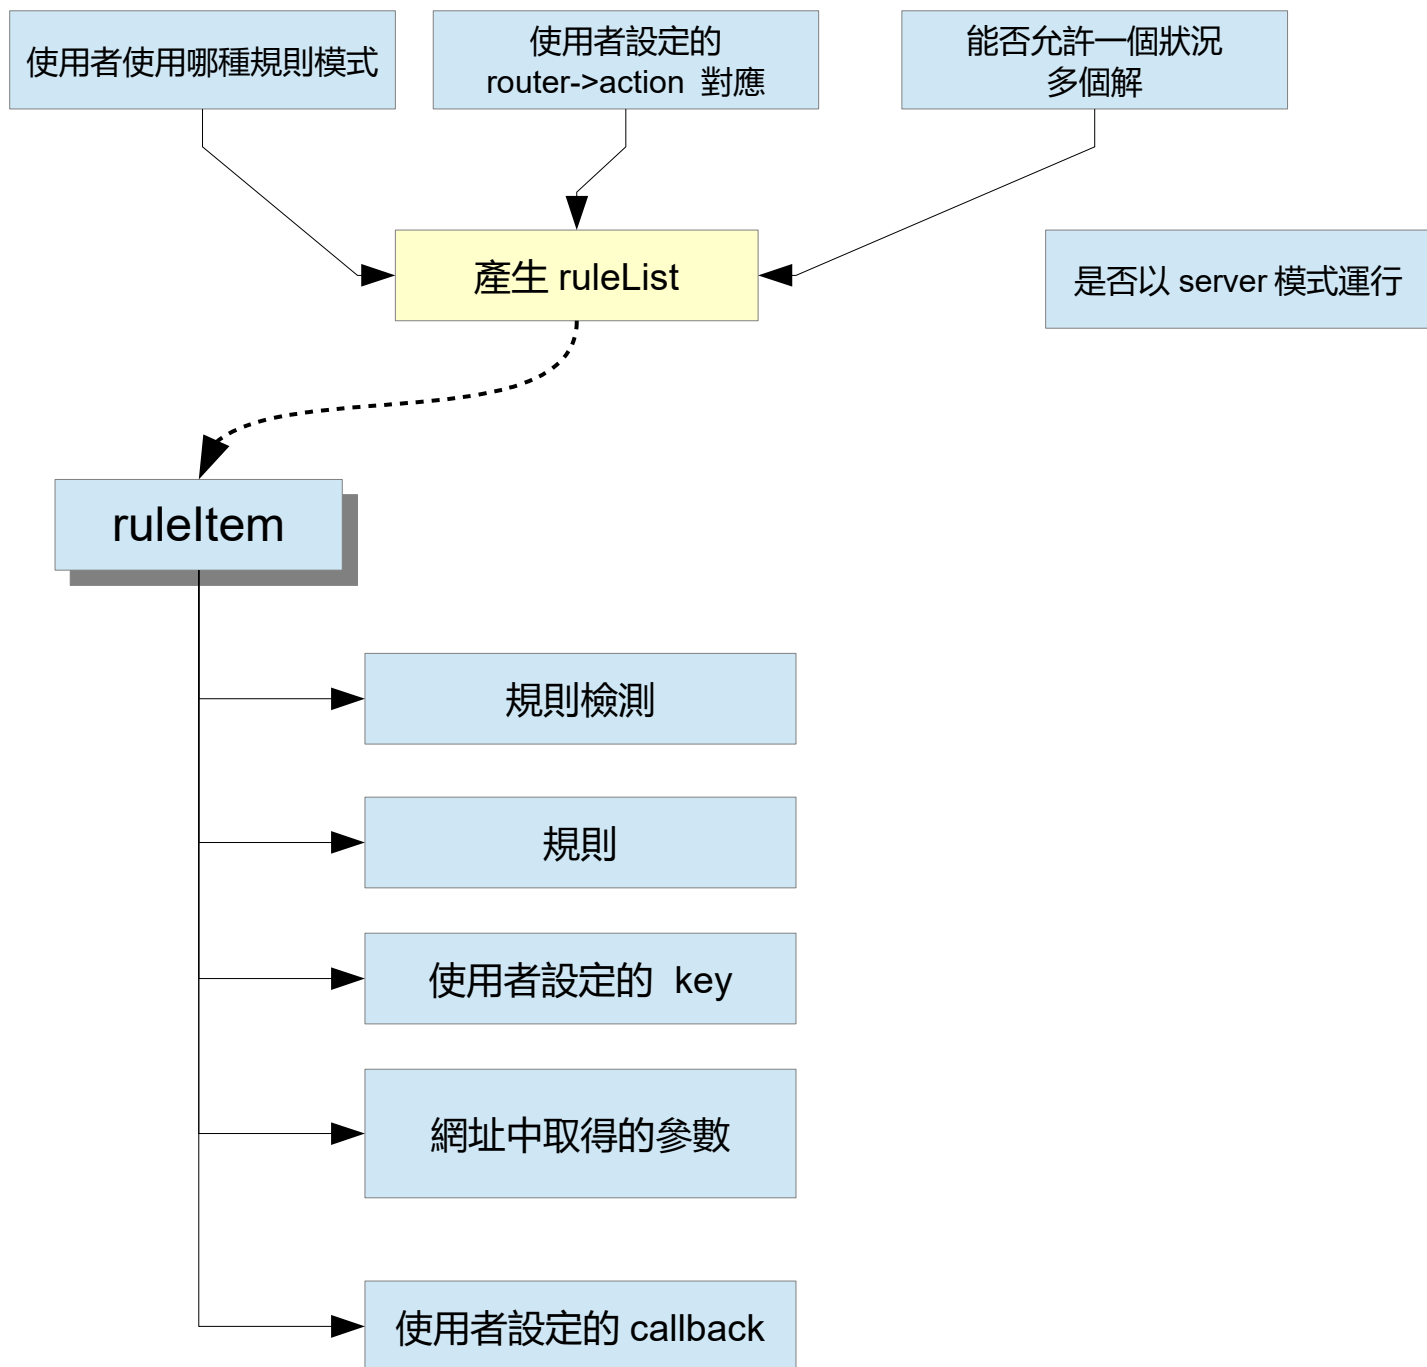 使用者使用哪種規則模式
使用者設定的
router->action 對應
能否允許一個狀況
多個解
產生 ruleList
是否以 server 模式運行
ruleItem
規則檢測
規則
使用者設定的 key
網址中取得的參數
使用者設定的 callback